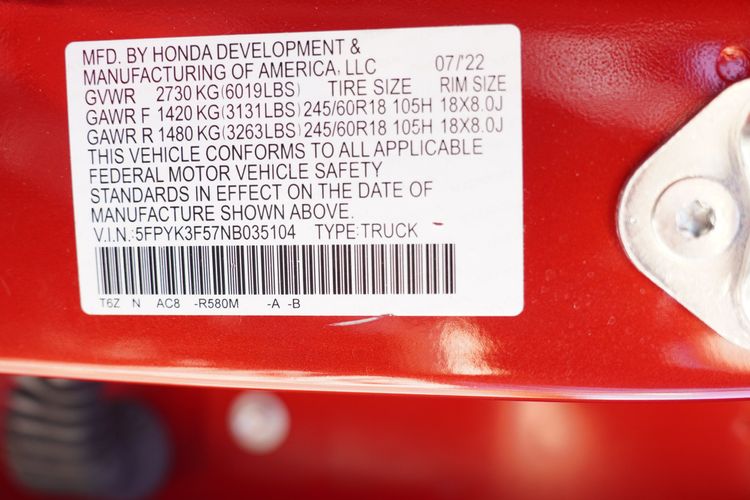 MFD. BY HONDA DEVELOPMENT &
MANUFACTURING OF AMERICA, LLC 07/'22
GVWR 2730 KG(6019LBS) TIRE SIZE RIM SIZE
GAWR F 1420 KG(3131LBS) 245/60R18 105H 18X8.0J
GAWR R 1480 KG(3263LBS) 245/60R18 105H 18X8.0J
THIS VEHICLE CONFORMS TO ALL APPLICABLE
FEDERAL MOTOR VEHICLE SAFETY
STANDARDS IN EFFECT ON THE DATE OF
MANUFACTURE SHOWN ABOVE.
V.I.N.:5FPYK3F57NB035104 TYPE:TRUCK
T6Z N AC8 -R580M -A -B